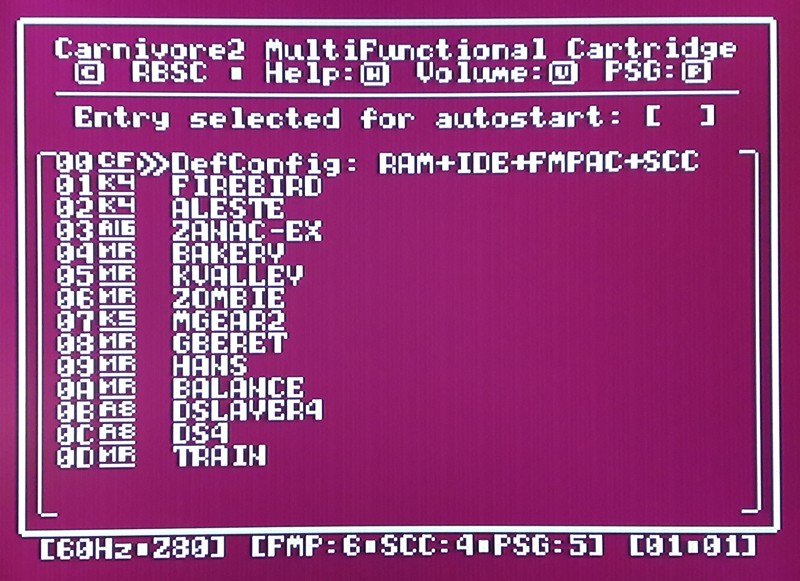 Carnivore2 MultiFunctional Cartridge
(C) RBSC ▪ Help:[H] Volume:[V] PSG:[P]
Entry selected for autostart: [  ]
00 CF »DefConfig: RAM+IDE+FMPAC+SCC
01 K4 FIREBIRD
02 K4 ALESTE
03 A16 ZANAC-EX
04 MR BAKERY
05 MR KVALLEY
06 MR ZOMBIE
07 K5 MGEAR2
08 MR GBERET
09 MR HANS
0A MR BALANCE
0B A8 DSLAYER4
0C A8 DS4
0D MR TRAIN
[60Hz▪Z80] [FMP:6▪SCC:4▪PSG:5] [01▪01]